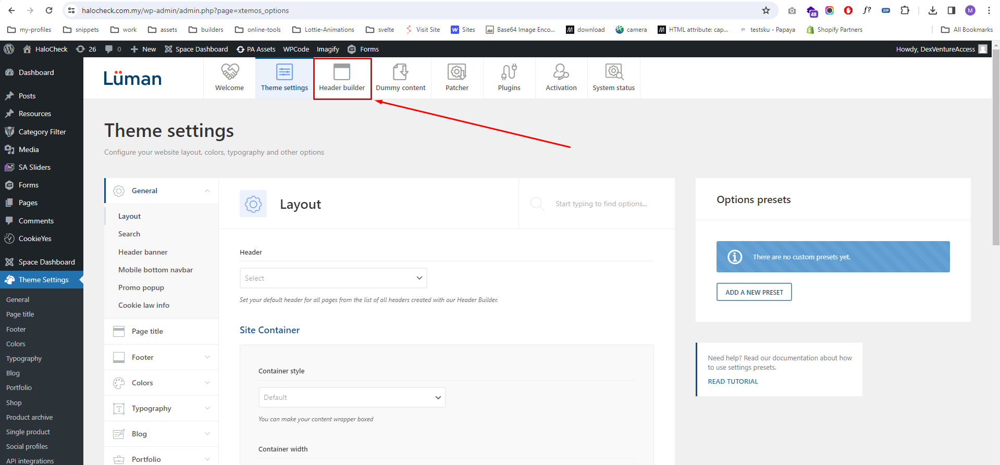 halocheck.com.my/wp-admin/admin.php?page=xtemos_options
48
f?
ZIP
M
my-profiles snippets work assets builders online-tools Lottie-Animations svelte Visit Site W Sites Base64 Image Enco... download camera HTML attribute: cap... P testsku - Papaya Shopify Partners All Bookmarks
HaloCheck 26 0 New Space Dashboard PA Assets WPCode Imagify Forms Howdy, DexVentureAccess
Dashboard
Posts
Resources
Category Filter
Media
SA Sliders
Forms
Pages
Comments
CookieYes
Space Dashboard
Theme Settings
General
Page title
Footer
Colors
Typography
Blog
Portfolio
Shop
Product archive
Single product
Social profiles
API integrations
Lüman
Welcome
Theme settings
Header builder
Dummy content
Patcher
Plugins
Activation
System status
Theme settings
Configure your website layout, colors, typography and other options
General
Layout
Search
Header banner
Mobile bottom navbar
Promo popup
Cookie law info
Page title
Footer
Colors
T Typography
Blog
Portfolio
Layout
Start typing to find options...
Header
Select
Set your default header for all pages from the list of all headers created with our Header Builder.
Site Container
Container style
Default
You can make your content wrapper boxed
Container width
Options presets
There are no custom presets yet.
ADD A NEW PRESET
Need help? Read our documentation about how
to use settings presets.
READ TUTORIAL